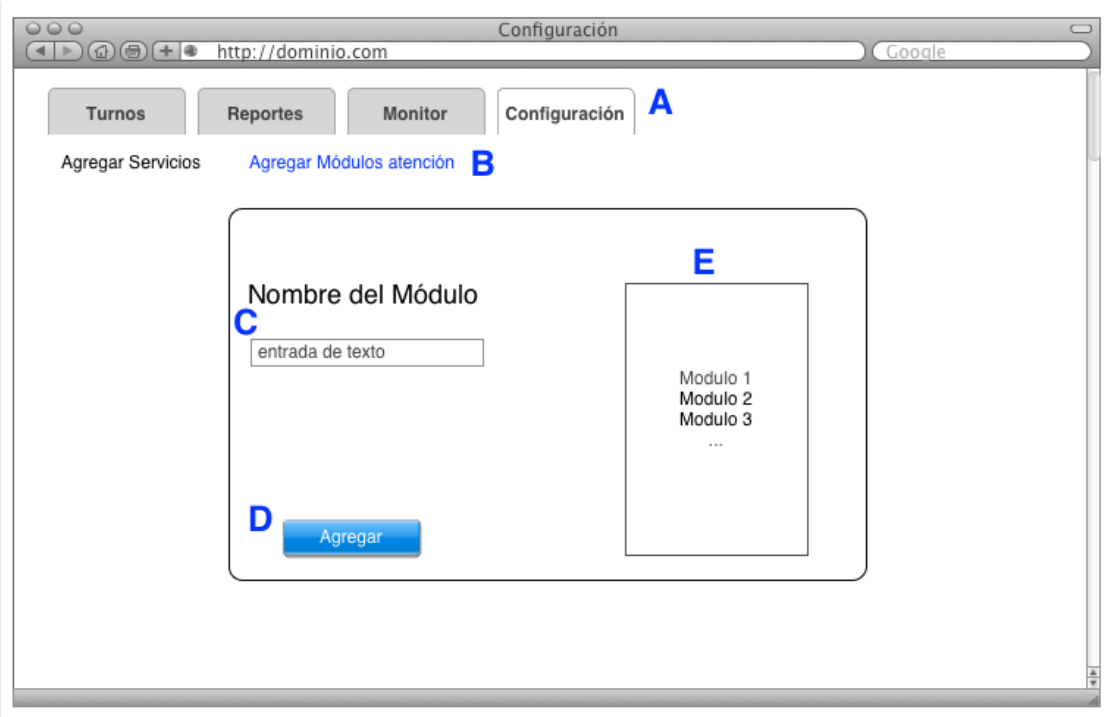 Configuración
http://dominio.com
Google
Turnos Reportes Monitor Configuración A
Agregar Servicios Agregar Módulos atención B
E
Nombre del Módulo
C
entrada de texto
Modulo 1
Modulo 2
Modulo 3
...
D
Agregar